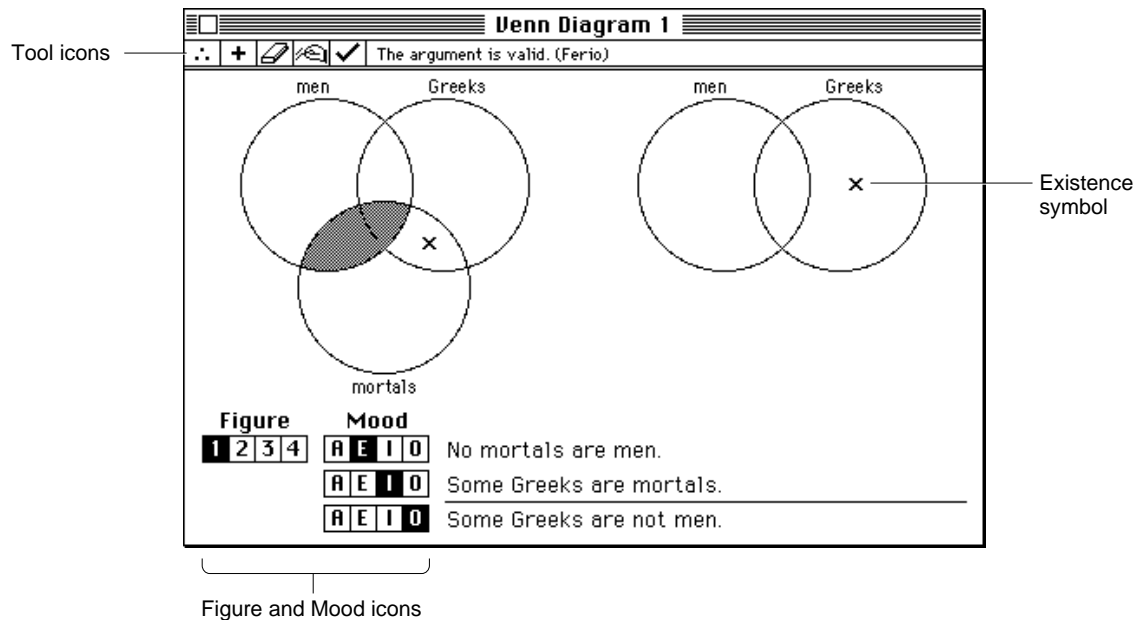 Venn Diagram 1
Tool icons
The argument is valid. (Ferio)
men Greeks
men Greeks
Existence
symbol
mortals
Figure Mood
1 2 3 4 A E I O No mortals are men.
A E I O Some Greeks are mortals.
A E I O Some Greeks are not men.
Figure and Mood icons